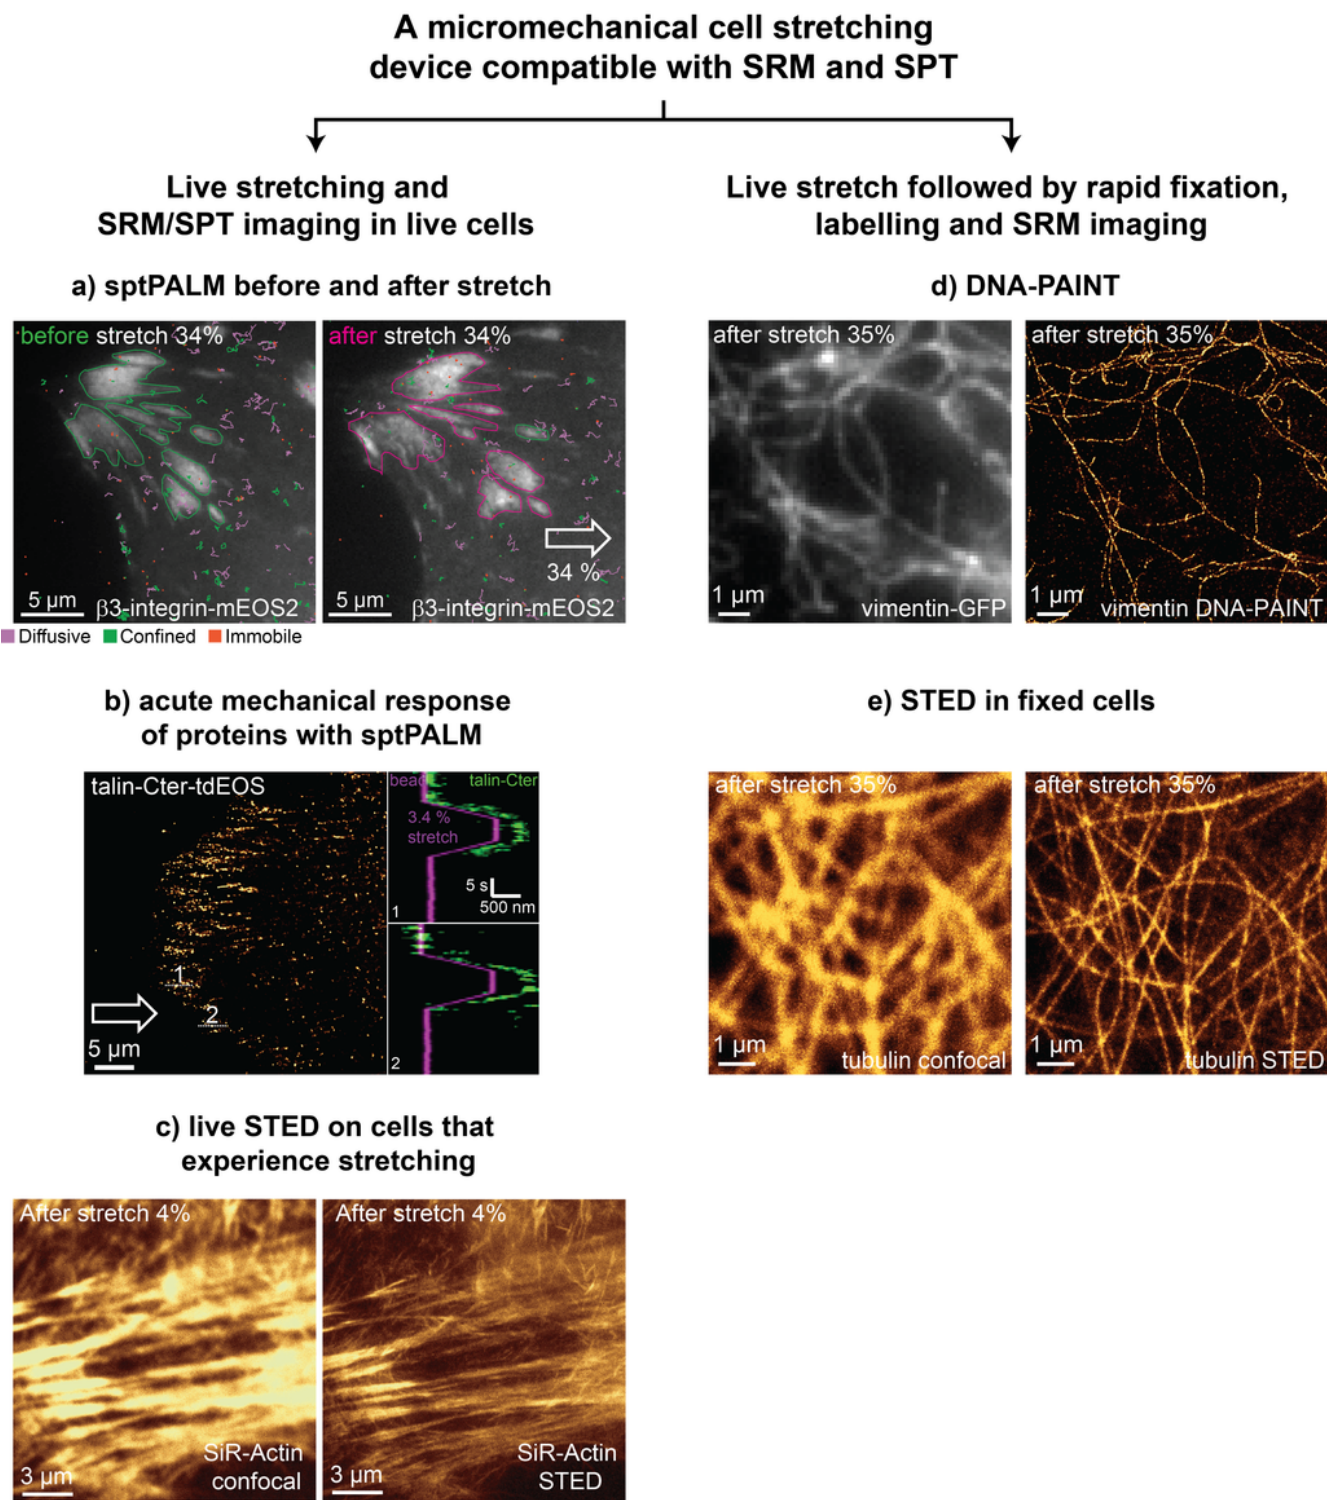 A micromechanical cell stretching
device compatible with SRM and SPT
Live stretching and
SRM/SPT imaging in live cells
a) sptPALM before and after stretch
before stretch 34%
5 µm
β3-integrin-mEOS2
after stretch 34%
34 %
5 µm
β3-integrin-mEOS2
Diffusive
Confined
Immobile
b) acute mechanical response
of proteins with sptPALM
talin-Cter-tdEOS
1
2
5 µm
bead
talin-Cter
3.4 %
stretch
5 s
500 nm
1
2
c) live STED on cells that
experience stretching
After stretch 4%
SiR-Actin
confocal
3 µm
After stretch 4%
SiR-Actin
STED
3 µm
Live stretch followed by rapid fixation,
labelling and SRM imaging
d) DNA-PAINT
after stretch 35%
1 µm
vimentin-GFP
after stretch 35%
1 µm
vimentin DNA-PAINT
e) STED in fixed cells
after stretch 35%
1 µm
tubulin confocal
after stretch 35%
1 µm
tubulin STED